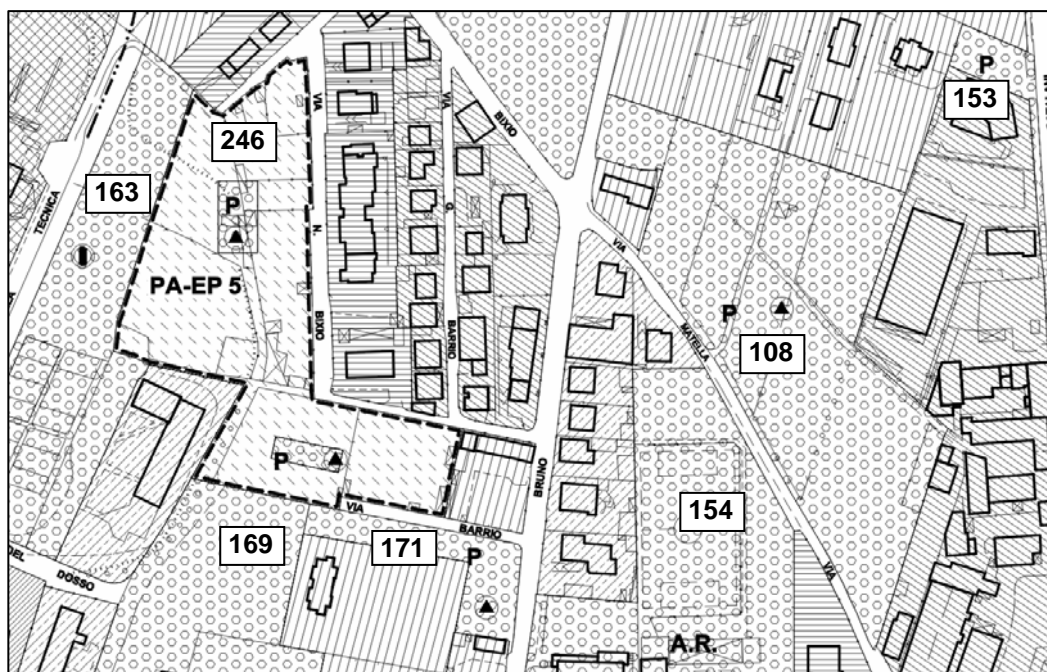 P
153
VIA
VIA
BIXIO
246
163
TECNICA
P
G.
VIA
N.
PA-EP 5
P
MATELLA
108
BIXIO
BARRIO
P
BRUNO
154
VIA
BARRIO
169
171
P
DEL
DOSSO
VIA
A.R.